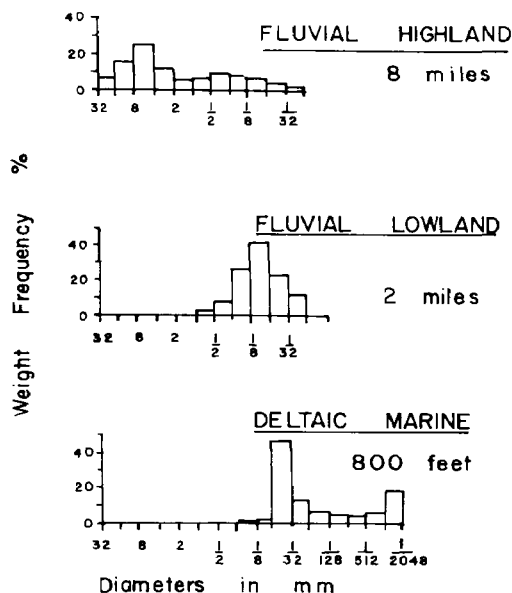 FLUVIAL HIGHLAND
8 miles
40
20
0
32 8 2 1/2 1/8 1/32
Weight Frequency %
FLUVIAL LOWLAND
2 miles
40
20
0
32 8 2 1/2 1/8 1/32
DELTAIC MARINE
800 feet
40
20
0
32 8 2 1/2 1/8 1/32 1/128 1/512 1/2048
Diameters in mm